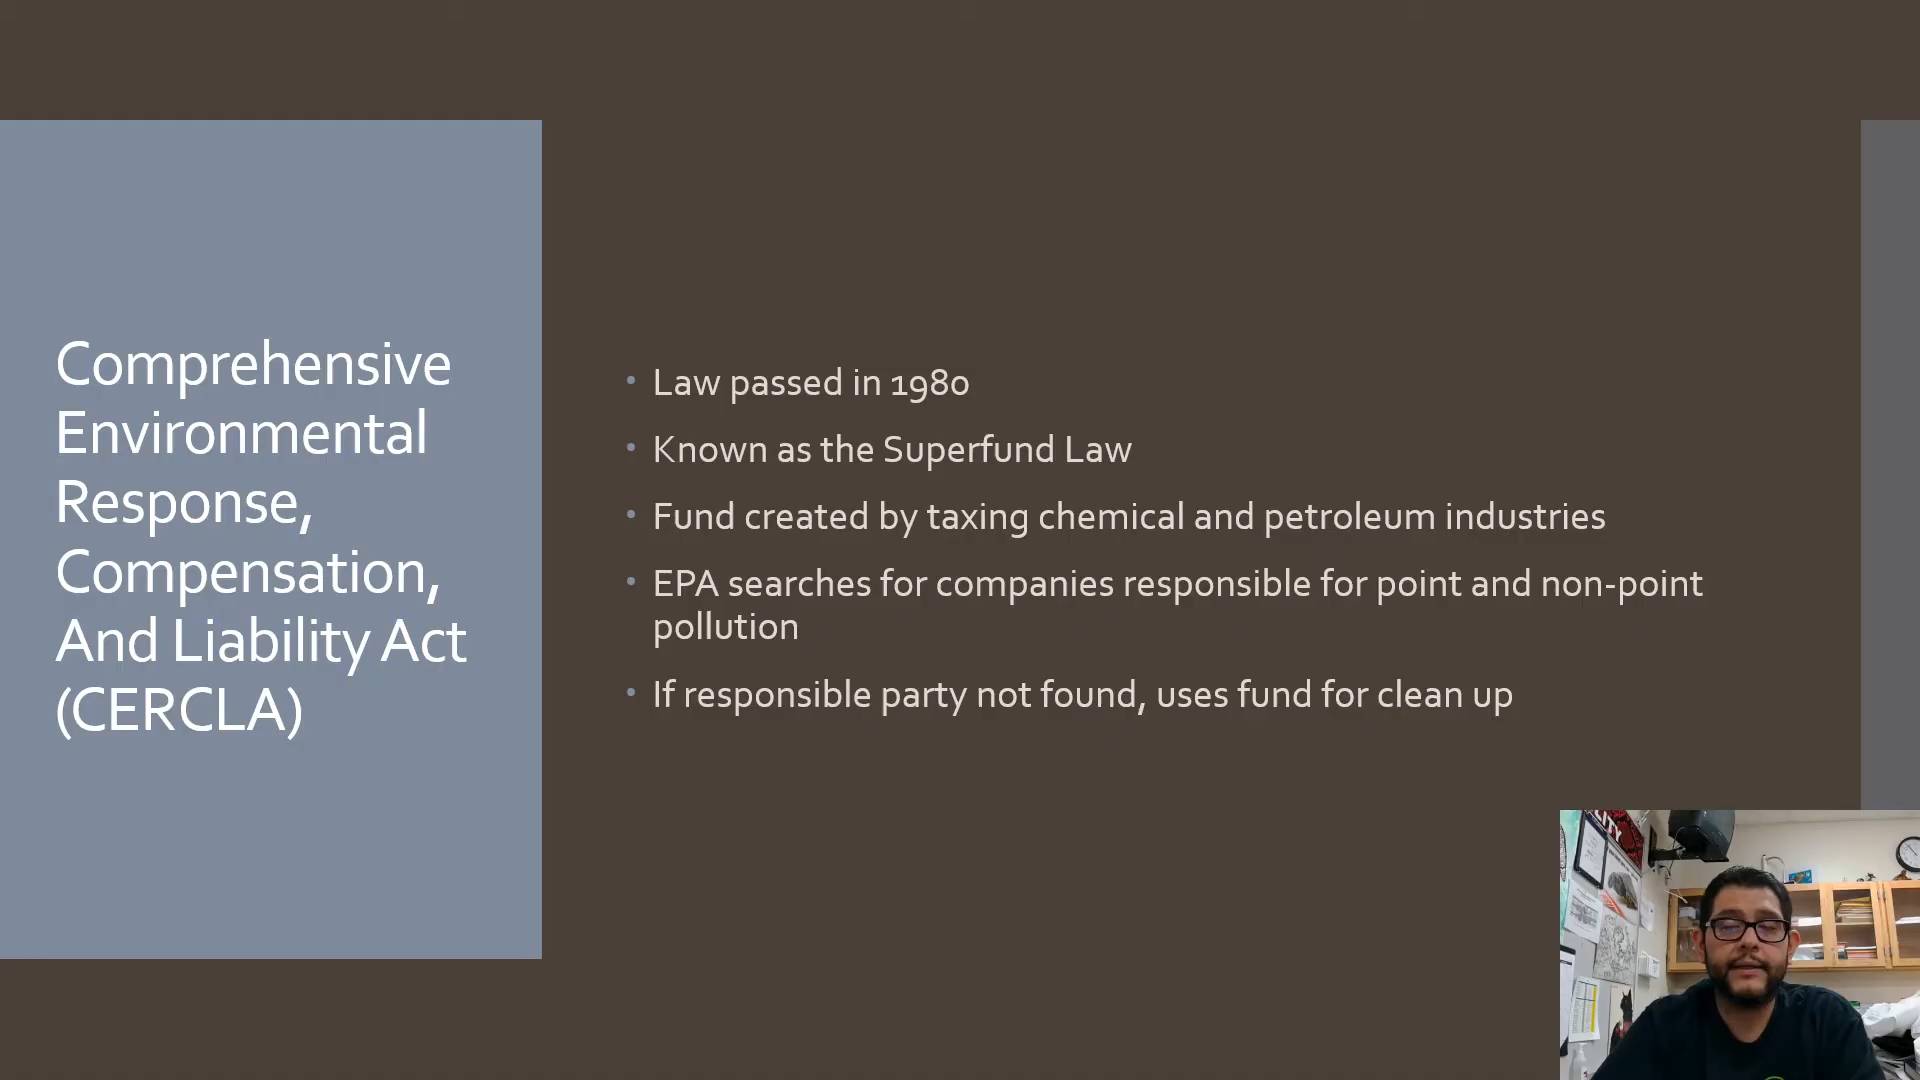 Comprehensive
Environmental
Response,
Compensation,
And Liability Act
(CERCLA)
• Law passed in 1980
• Known as the Superfund Law
• Fund created by taxing chemical and petroleum industries
• EPA searches for companies responsible for point and non-point
pollution
• If responsible party not found, uses fund for clean up